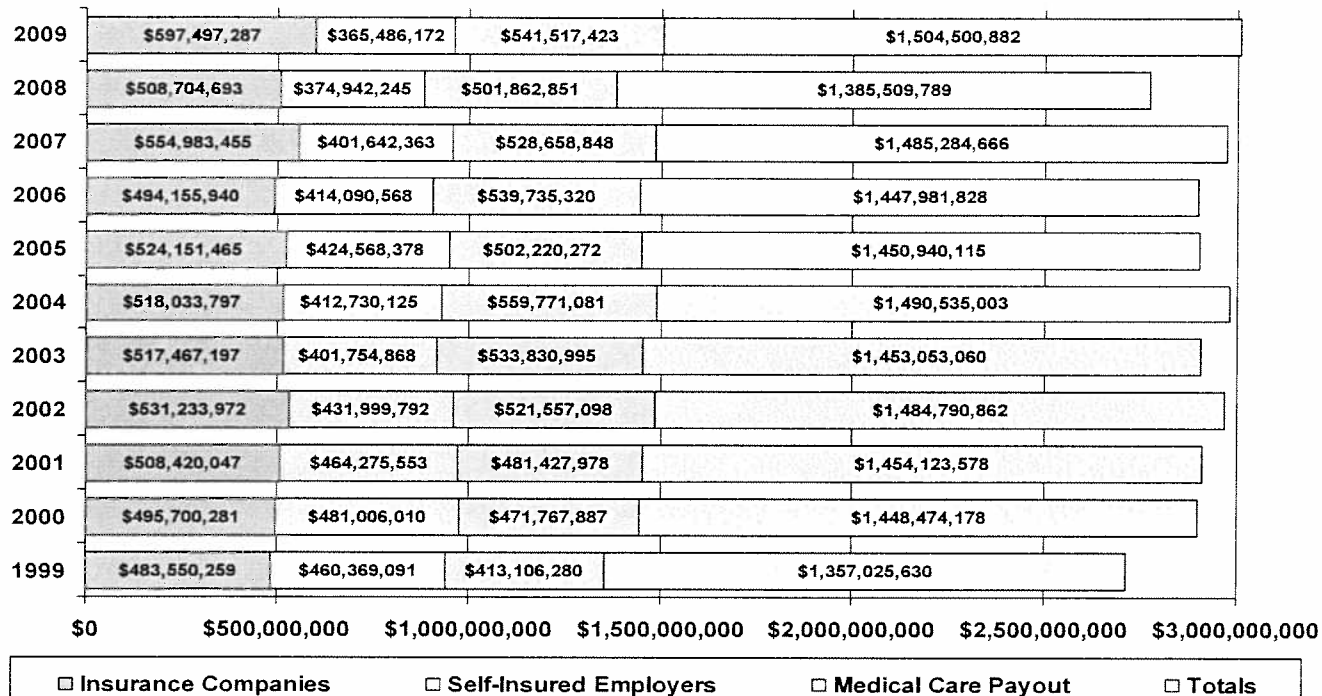 2009 $597,497,287 $365,486,172 $541,517,423 $1,504,500,882
2008 $508,704,693 $374,942,245 $501,862,851 $1,385,509,789
2007 $554,983,455 $401,642,363 $528,658,848 $1,485,284,666
2006 $494,155,940 $414,090,568 $539,735,320 $1,447,981,828
2005 $524,151,465 $424,568,378 $502,220,272 $1,450,940,115
2004 $518,033,797 $412,730,125 $559,771,081 $1,490,535,003
2003 $517,467,197 $401,754,868 $533,830,995 $1,453,053,060
2002 $531,233,972 $431,999,792 $521,557,098 $1,484,790,862
2001 $508,420,047 $464,275,553 $481,427,978 $1,454,123,578
2000 $495,700,281 $481,006,010 $471,767,887 $1,448,474,178
1999 $483,550,259 $460,369,091 $413,106,280 $1,357,025,630
$0 $500,000,000 $1,000,000,000 $1,500,000,000 $2,000,000,000 $2,500,000,000 $3,000,000,000
Insurance Companies Self-Insured Employers Medical Care Payout Totals